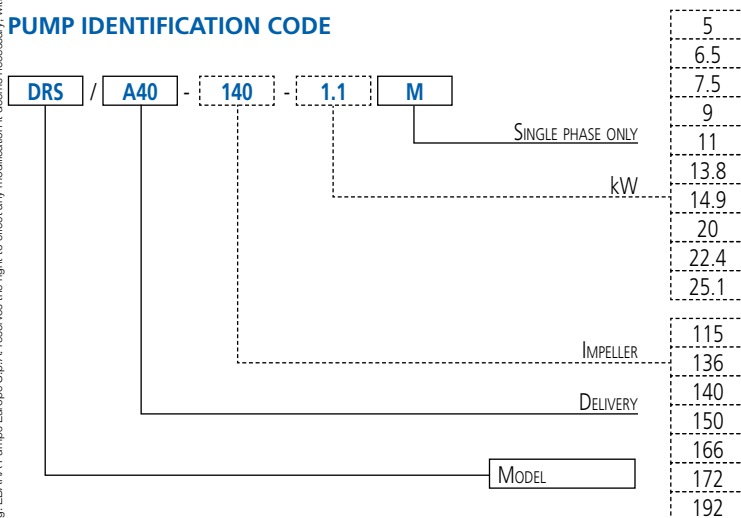 PUMP IDENTIFICATION CODE
DRS / A40 - 140 - 1.1 M
SINGLE PHASE ONLY
kW
IMPELLER
DELIVERY
MODEL
5
6.5
7.5
9
11
13.8
14.9
20
22.4
25.1
115
136
140
150
166
172
192